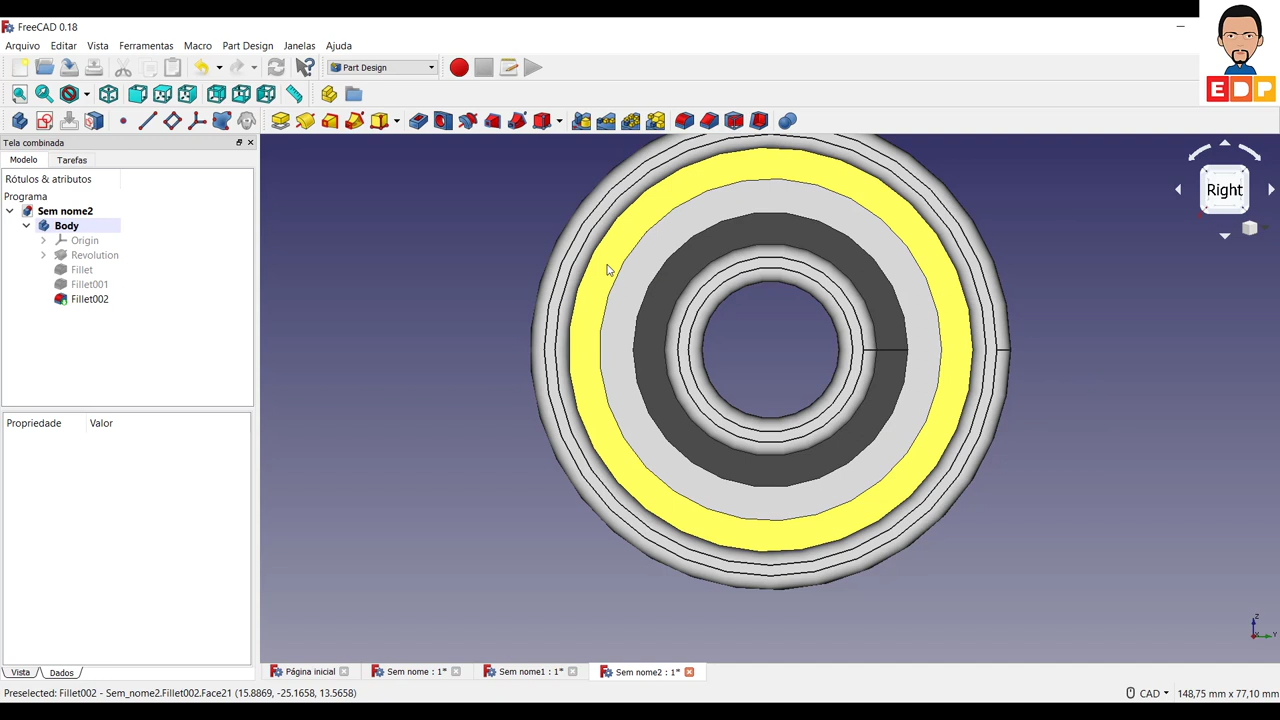 FreeCAD 0.18
Arquivo Editar Vista Ferramentas Macro Part Design Janelas Ajuda
Part Design
EDP
Tela combinada
Modelo Tarefas
Rótulos & atributos
Programa
Sem nome2
Body
Origin
Revolution
Fillet
Fillet001
Fillet002
Right
Z
Y
X
Propriedade Valor
Vista Dados
Página inicial Sem nome : 1* Sem nome1 : 1* Sem nome2 : 1*
Preselected: Fillet002 - Sem_nome2.Fillet002.Face21 (15.8869, -25.1658, 13.5658) CAD 148,75 mm x 77,10 mm